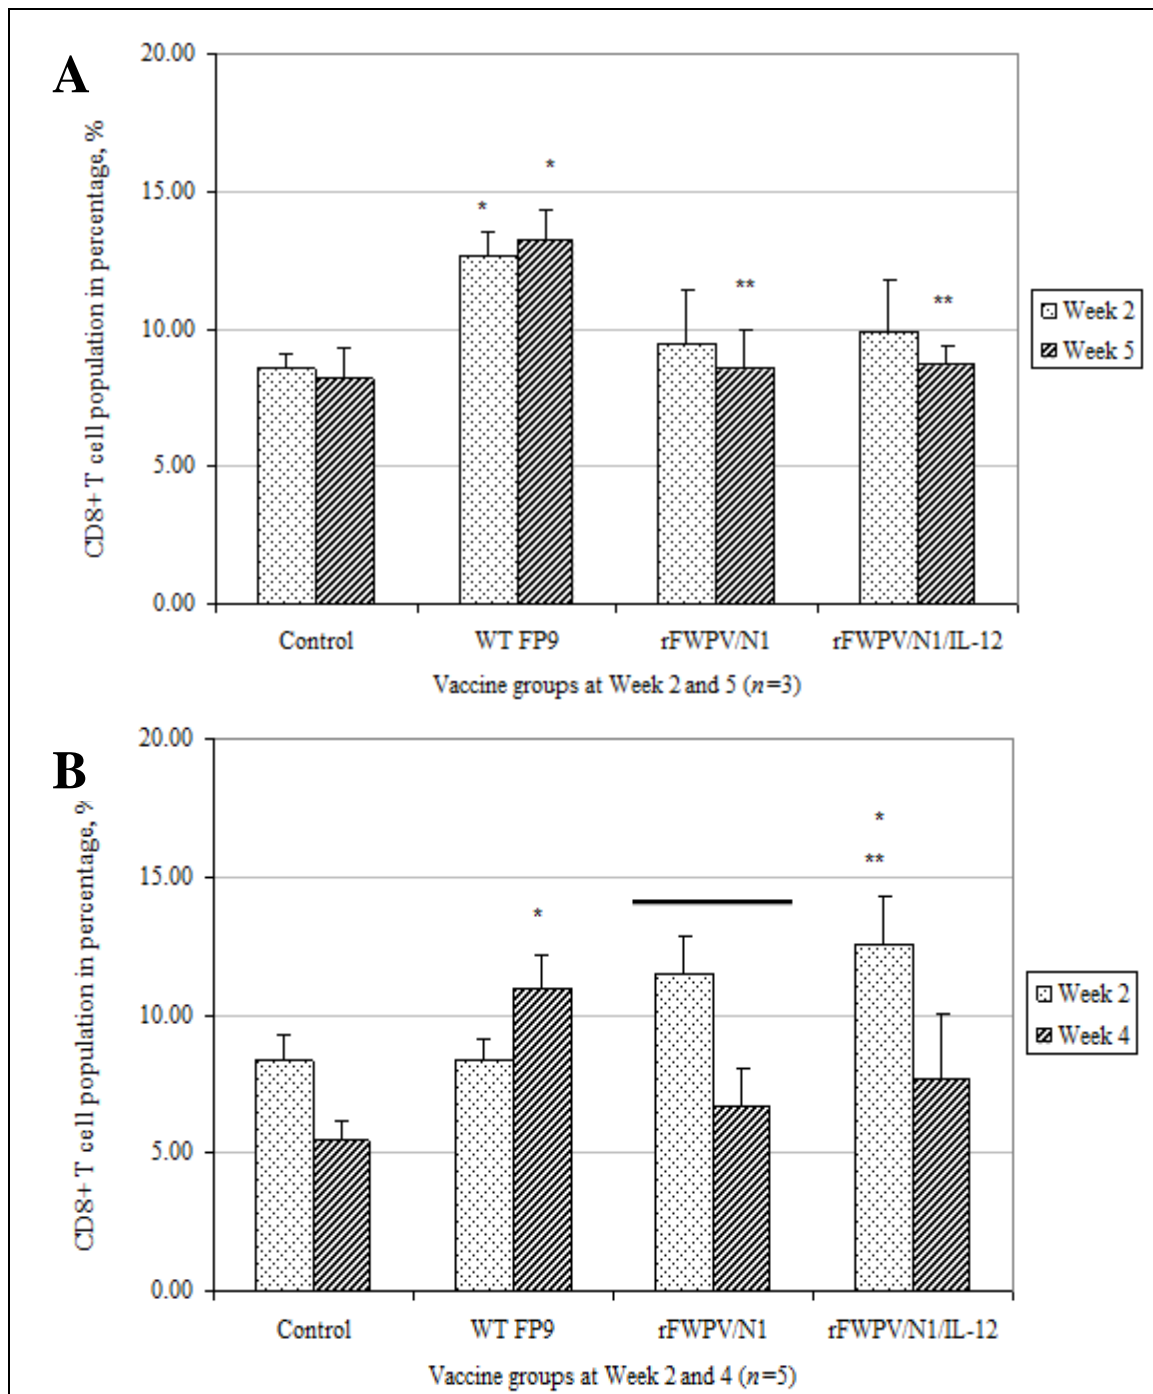 A
CD8+ T cell population in percentage, %
20.00
15.00
10.00
5.00
0.00
*
*
**
**
Week 2
Week 5
Control
WT FP9
rFWPV/N1
rFWPV/N1/IL-12
Vaccine groups at Week 2 and 5 (n=3)
B
CD8+ T cell population in percentage, %
20.00
15.00
10.00
5.00
0.00
*
*
**
Week 2
Week 4
Control
WT FP9
rFWPV/N1
rFWPV/N1/IL-12
Vaccine groups at Week 2 and 4 (n=5)